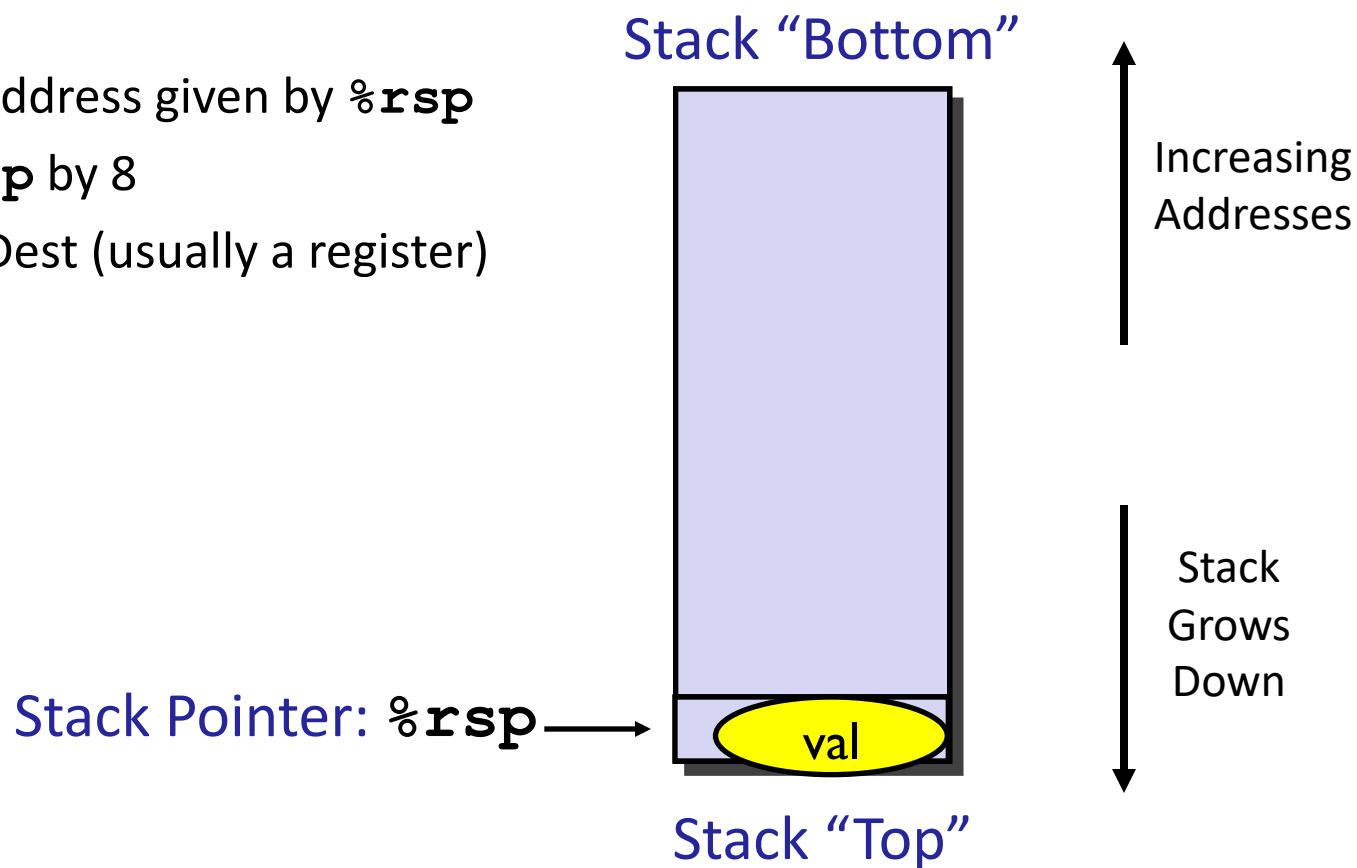 Stack “Bottom”
ddress given by %rsp
p by 8
Dest (usually a register)
Increasing
Addresses
Stack
Grows
Down
Stack Pointer: %rsp
val
Stack “Top”